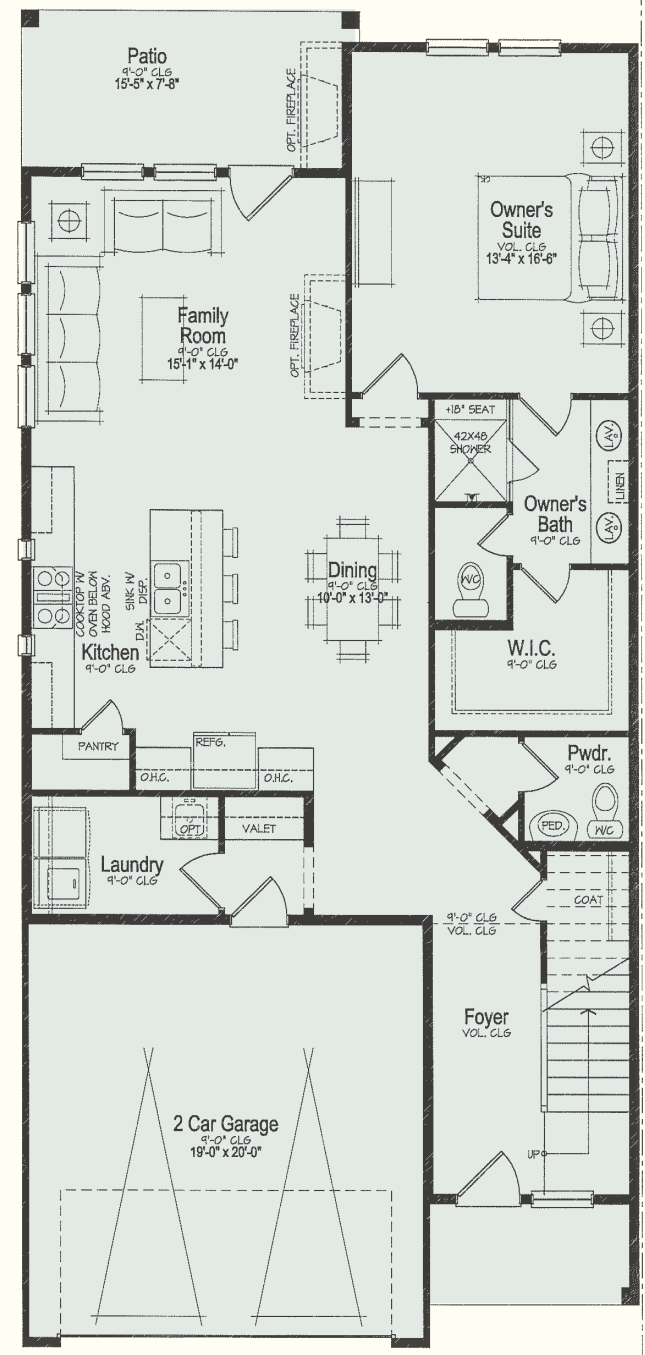 Patio
9'-0" CLG
15'-5" x 7'-8"
OPT. FIREPLACE
Owner's
Suite
VOL. CLG
13'-4" x 16'-6"
Family
Room
9'-0" CLG
15'-1" x 14'-0"
OPT. FIREPLACE
+18" SEAT
42X48
SHOWER
LAV.
LINEN
LAV.
Owner's
Bath
9'-0" CLG
W/C
Dining
9'-0" CLG
10'-0" x 13'-0"
COOKTOP W/
OVEN BELOW
HOOD ABV.
SINK W/
DISP.
D.W.
Kitchen
9'-0" CLG
W.I.C.
9'-0" CLG
PANTRY
REFG.
O.H.C.
O.H.C.
Pwdr.
9'-0" CLG
PED.
W/C
OPT
VALET
Laundry
9'-0" CLG
COAT
9'-0" CLG
VOL. CLG
Foyer
VOL. CLG
UP
2 Car Garage
9'-0" CLG
19'-0" x 20'-0"